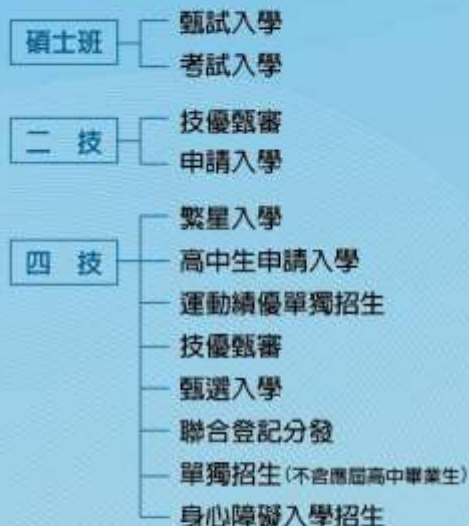 碩士班
甄試入學
考試入學
二 技
技優甄審
申請入學
四 技
繁星入學
高中生申請入學
運動績優單獨招生
技優甄審
甄選入學
聯合登記分發
單獨招生(不含應屆高中畢業生)
身心障礙入學招生